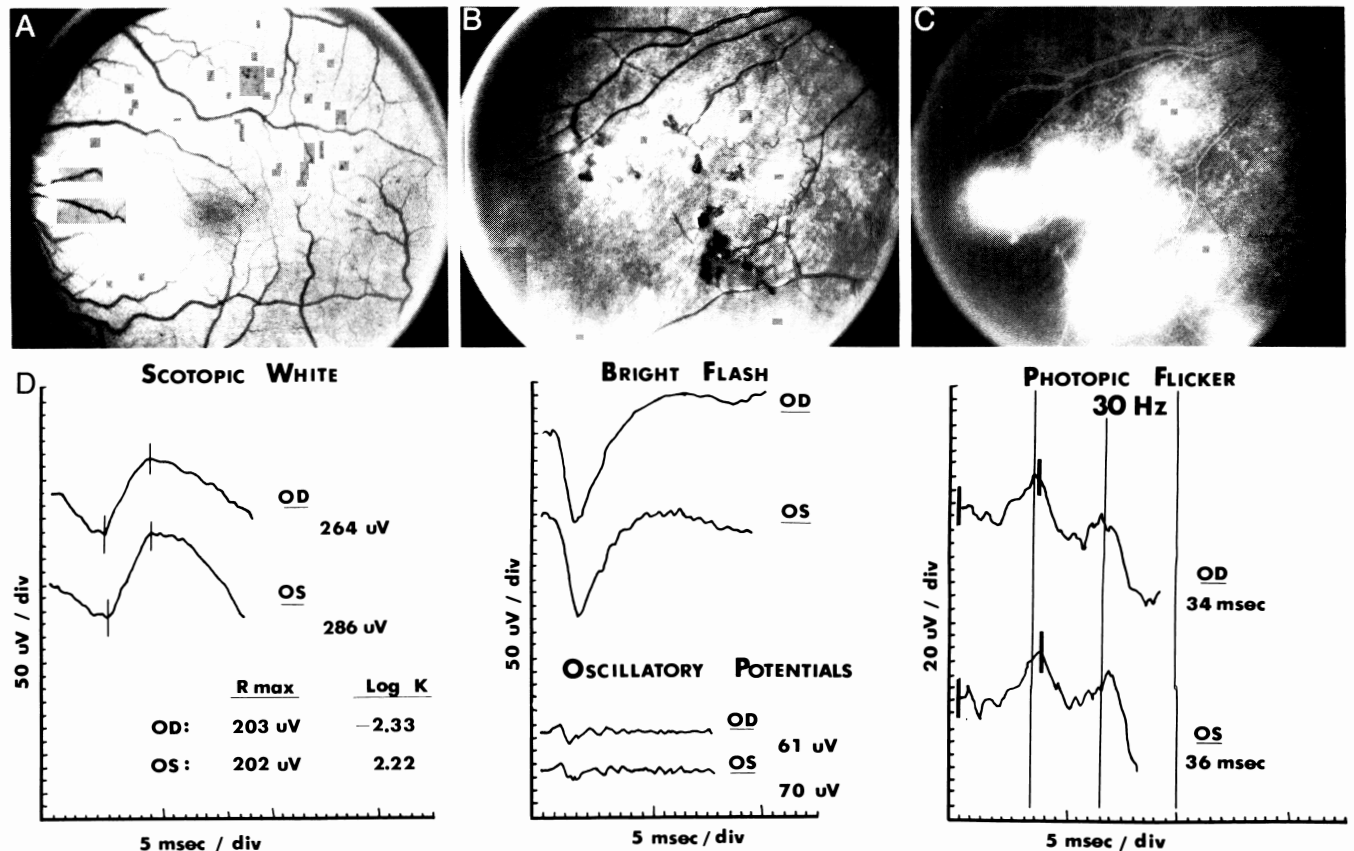 A
B
C
D
SCOTOPIC WHITE
50 uV / div
OD
264 uV
OS
286 uV
R max Log K
OD: 203 uV -2.33
OS: 202 uV 2.22
5 msec / div
BRIGHT FLASH
50 uV / div
OD
OS
OSCILLATORY POTENTIALS
OD
61 uV
OS
70 uV
5 msec / div
PHOTOPIC FLICKER
30 Hz
20 uV / div
OD
34 msec
OS
36 msec
5 msec / div